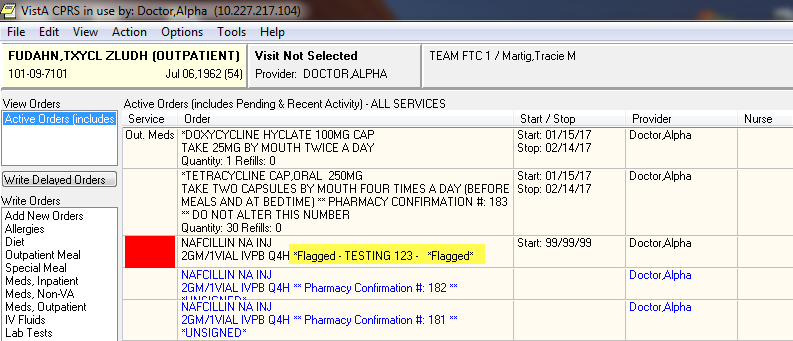 VistA CPRS in use by: Doctor,Alpha (10.227.217.104)
File Edit View Action Options Tools Help
FUDAHN,TXYCL ZLUDH (OUTPATIENT)
101-09-7101 Jul 06,1962 (54)
Visit Not Selected
Provider: DOCTOR,ALPHA
TEAM FTC 1 / Martig,Tracie M
View Orders
Active Orders (includes
Write Delayed Orders
Write Orders
Add New Orders
Allergies
Diet
Outpatient Meal
Special Meal
Meds, Inpatient
Meds, Non-VA
Meds, Outpatient
IV Fluids
Lab Tests
Active Orders (includes Pending & Recent Activity) - ALL SERVICES
Service Order Start / Stop Provider Nurse
Out. Meds *DOXYCYCLINE HYCLATE 100MG CAP Start: 01/15/17 Doctor,Alpha
TAKE 25MG BY MOUTH TWICE A DAY Stop: 02/14/17
Quantity: 1 Refills: 0
*TETRACYCLINE CAP,ORAL 250MG Start: 01/15/17 Doctor,Alpha
TAKE TWO CAPSULES BY MOUTH FOUR TIMES A DAY (BEFORE Stop: 02/14/17
MEALS AND AT BEDTIME) ** PHARMACY CONFIRMATION #: 183
** DO NOT ALTER THIS NUMBER
Quantity: 30 Refills: 0
NAFCILLIN NA INJ Start: 99/99/99 Doctor,Alpha
2GM/1VIAL IVPB Q4H *Flagged - TESTING 123 - *Flagged*
NAFCILLIN NA INJ Doctor,Alpha
2GM/1VIAL IVPB Q4H ** Pharmacy Confirmation #: 182 **
*UNSIGNED*
NAFCILLIN NA INJ Doctor,Alpha
2GM/1VIAL IVPB Q4H ** Pharmacy Confirmation #: 181 **
*UNSIGNED*